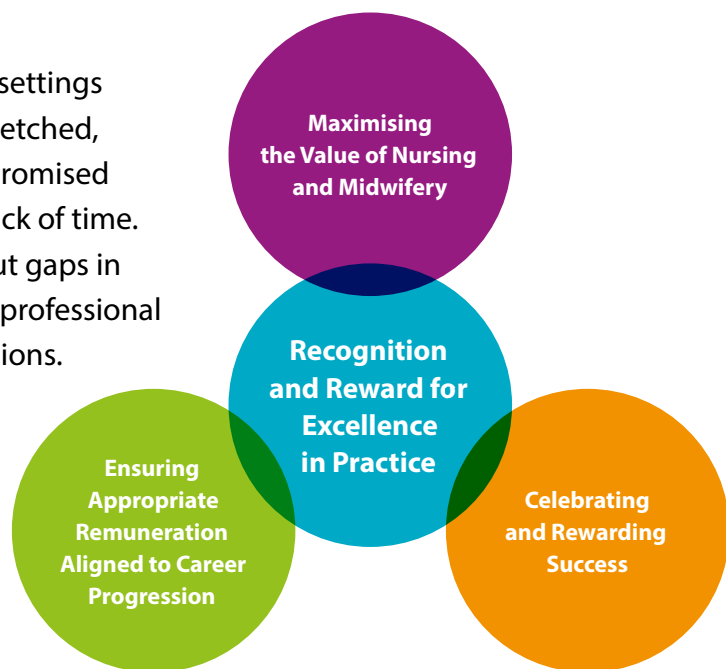 settings
etched,
romised
ck of time.
ut gaps in
professional
ions.
Maximising
the Value of Nursing
and Midwifery
Recognition
and Reward for
Excellence
in Practice
Ensuring
Appropriate
Remuneration
Aligned to Career
Progression
Celebrating
and Rewarding
Success